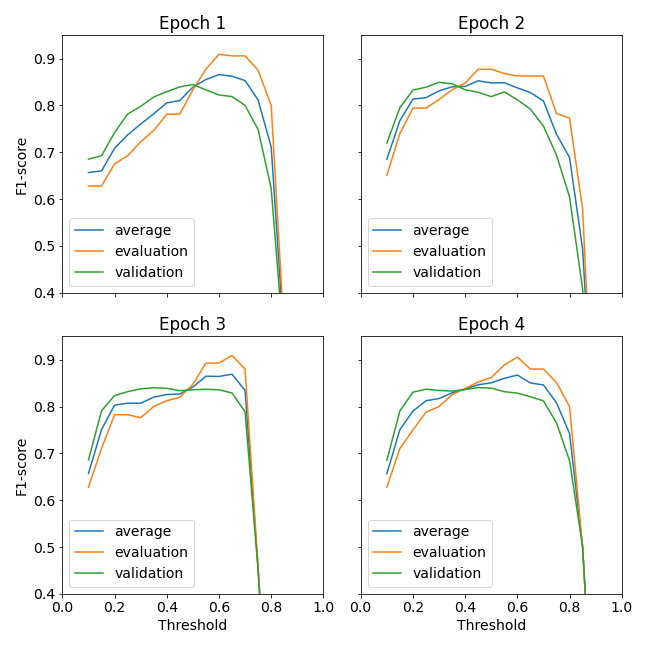 Epoch 1
Epoch 2
0.9
0.8
0.7
0.6
0.5
0.4
F1-score
average
evaluation
validation
average
evaluation
validation
Epoch 3
Epoch 4
0.9
0.8
0.7
0.6
0.5
0.4
F1-score
average
evaluation
validation
average
evaluation
validation
0.0 0.2 0.4 0.6 0.8 1.0
0.0 0.2 0.4 0.6 0.8 1.0
Threshold
Threshold